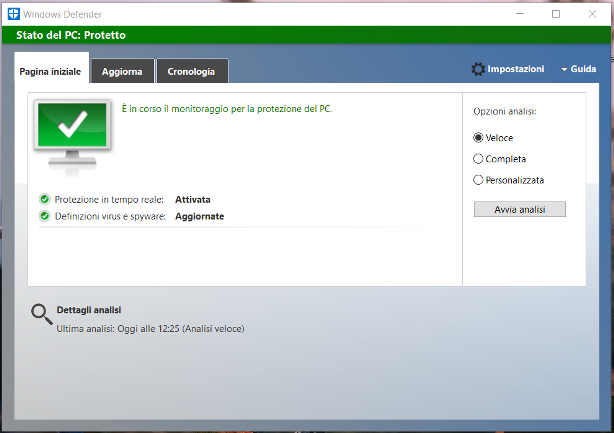 Windows Defender
Stato del PC: Protetto
Pagina iniziale
Aggiorna
Cronologia
Impostazioni
Guida
È in corso il monitoraggio per la protezione del PC.
Protezione in tempo reale: Attivata
Definizioni virus e spyware: Aggiornate
Opzioni analisi:
Veloce
Completa
Personalizzata
Avvia analisi
Dettagli analisi
Ultima analisi: Oggi alle 12:25 (Analisi veloce)